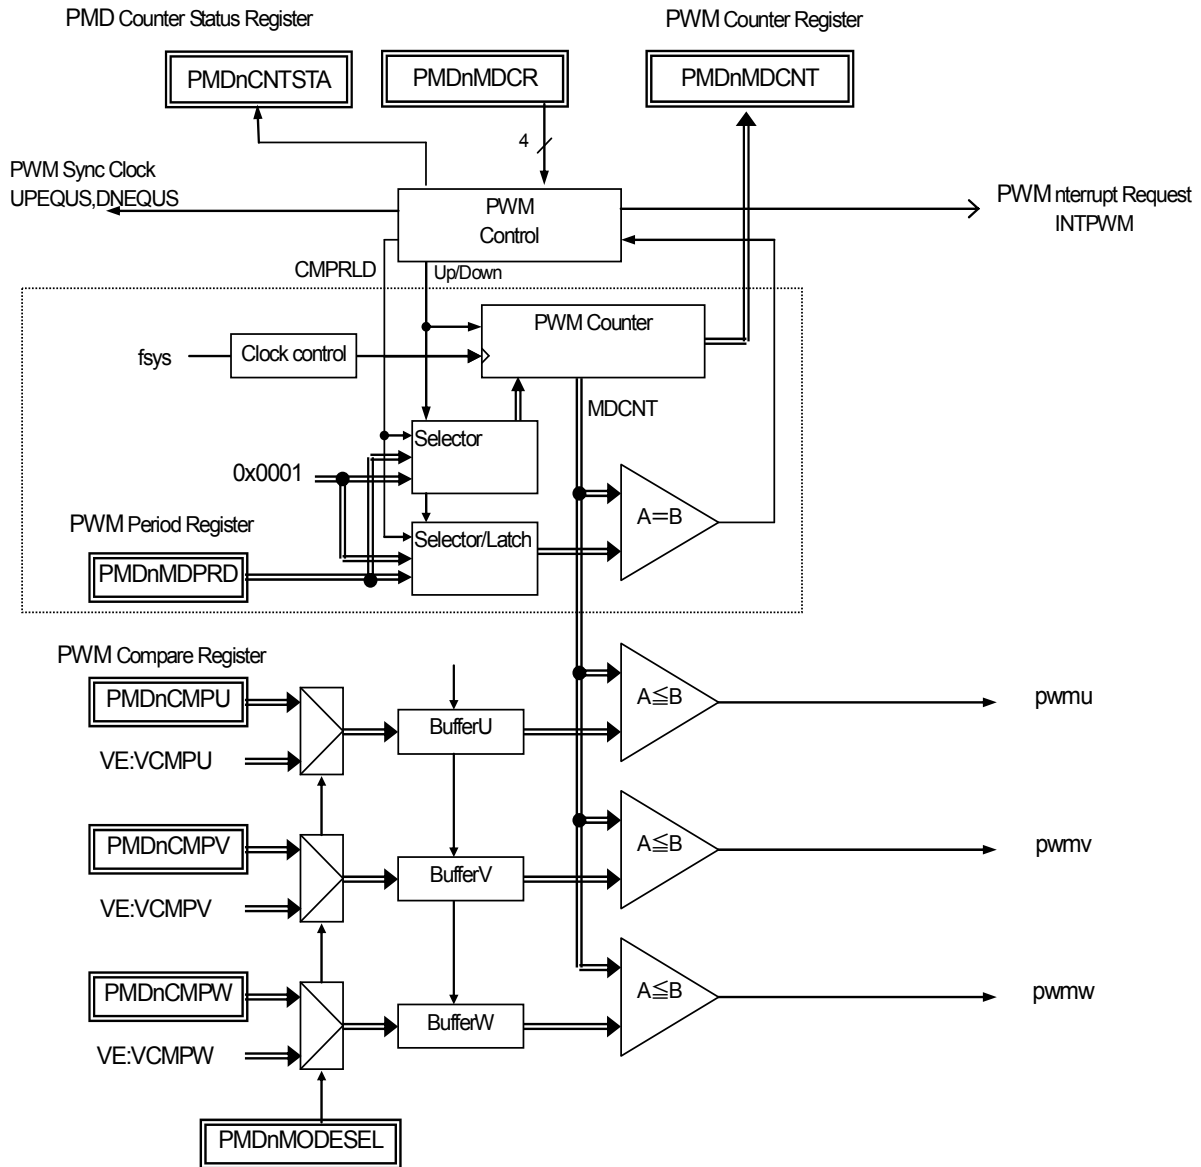 PMD Counter Status Register
PWM Counter Register
PMDnCNTSTA
PMDnMDCR
PMDnMDCNT
4
PWM Sync Clock
UPEQUS,DNEQUS
PWM
Control
PWM nterrupt Request
INTPWM
CMPRLD
Up/Down
PWM Counter
fsys
Clock control
MDCNT
Selector
0x0001
A=B
PWM Period Register
Selector/Latch
PMDnMDPRD
PWM Compare Register
PMDnCMPU
A≦B
pwmu
BufferU
VE:VCMPU
PMDnCMPV
A≦B
pwmv
BufferV
VE:VCMPV
PMDnCMPW
A≦B
pwmw
BufferW
VE:VCMPW
PMDnMODESEL